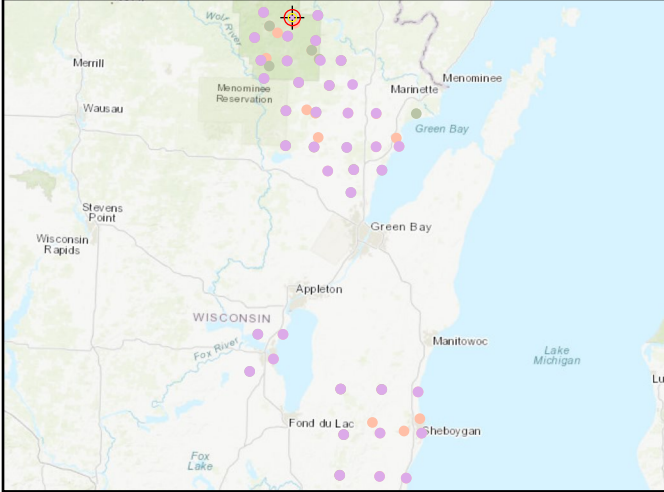 Wolf
River
Merrill
Menominee
Marinette
Menominee
Reservation
Wausau
Green Bay
Stevens
Point
Green Bay
Wisconsin
Rapids
Appleton
WISCONSIN
Manitowoc
Fox River
Lake
Michigan
Lu
Fond du Lac
Sheboygan
Fox
Lake